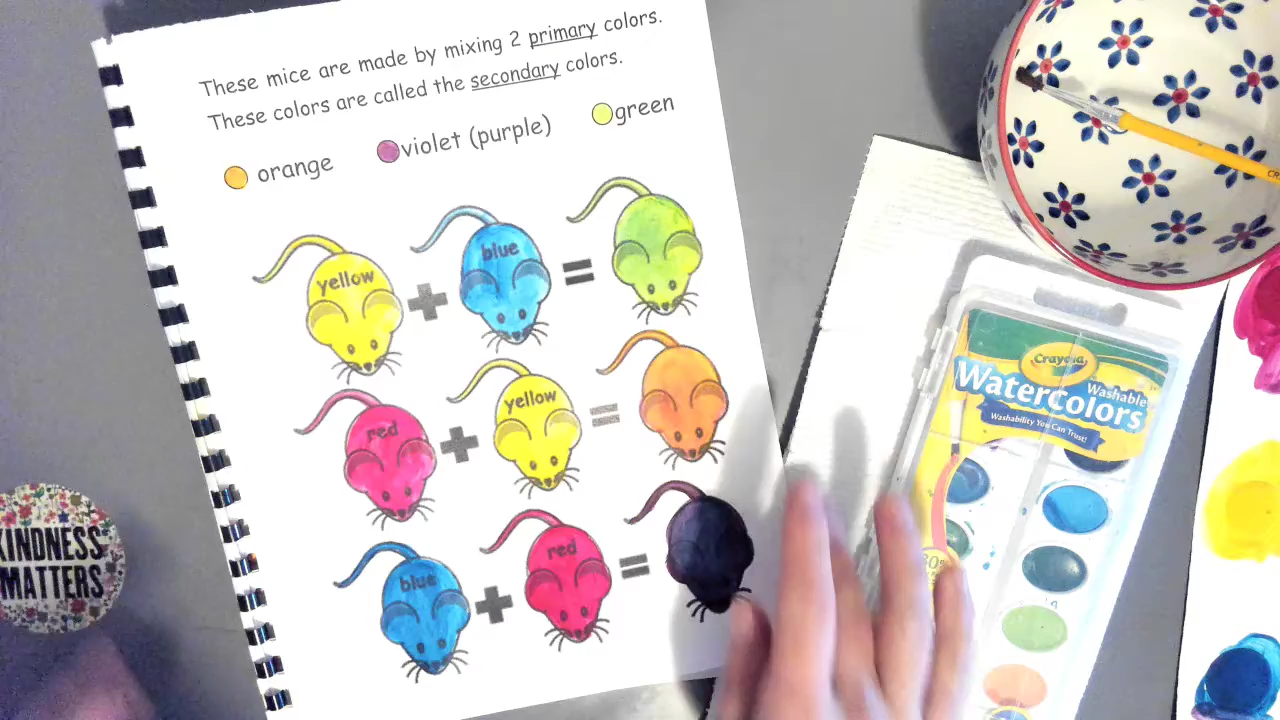 These mice are made by mixing 2 primary colors.
These colors are called the secondary colors.
orange
violet (purple)
green
yellow
blue
red
yellow
blue
red
+
=
+
=
+
=
KINDNESS
MATTERS
Crayola
Washable
Watercolors
Washability You Can Trust!